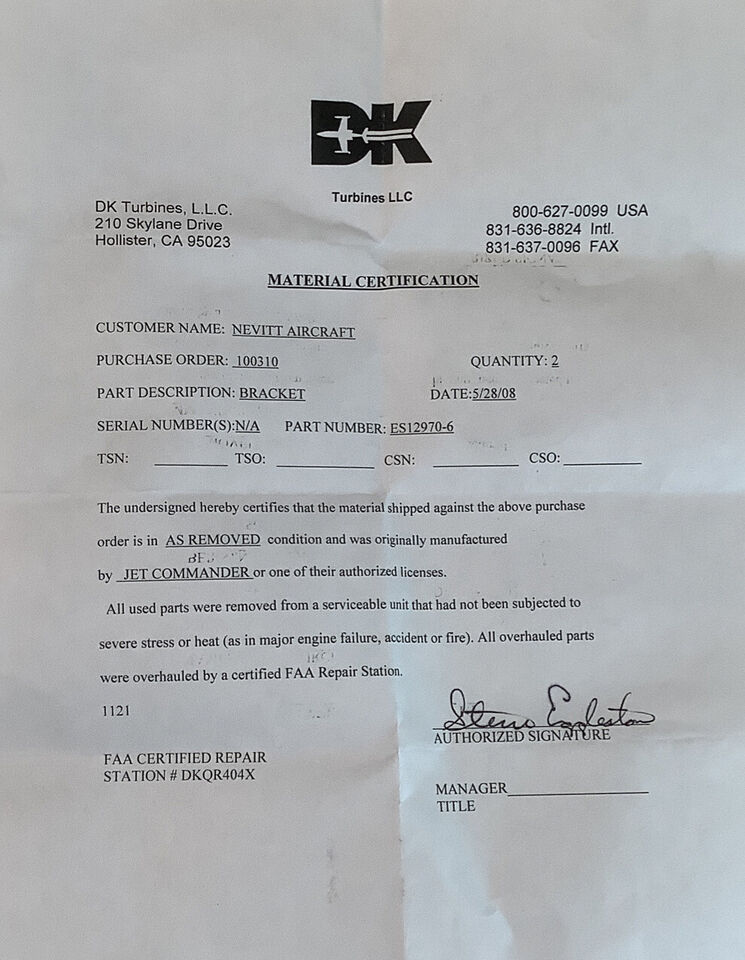 DK
Turbines LLC
DK Turbines, L.L.C.
210 Skylane Drive
Hollister, CA 95023
800-627-0099 USA
831-636-8824 Intl.
831-637-0096 FAX
MATERIAL CERTIFICATION
CUSTOMER NAME: NEVITT AIRCRAFT
PURCHASE ORDER: 100310 QUANTITY: 2
PART DESCRIPTION: BRACKET DATE:5/28/08
SERIAL NUMBER(S):N/A PART NUMBER: ES12970-6
TSN: TSO: CSN: CSO:
The undersigned hereby certifies that the material shipped against the above purchase
order is in AS REMOVED condition and was originally manufactured
by JET COMMANDER or one of their authorized licenses.
All used parts were removed from a serviceable unit that had not been subjected to
severe stress or heat (as in major engine failure, accident or fire). All overhauled parts
were overhauled by a certified FAA Repair Station.
1121
AUTHORIZED SIGNATURE
FAA CERTIFIED REPAIR
STATION # DKQR404X
MANAGER
TITLE